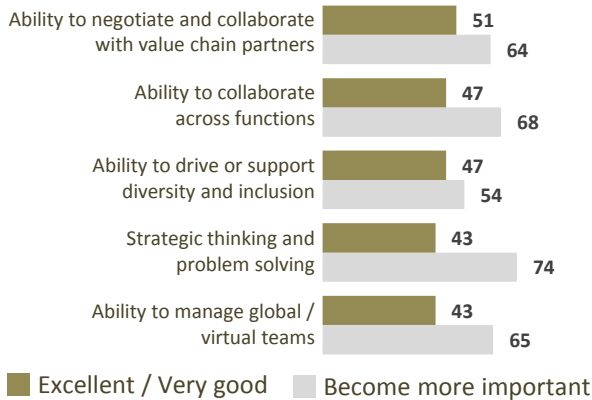 Ability to negotiate and collaborate
with value chain partners
51
64
Ability to collaborate
across functions
47
68
Ability to drive or support
diversity and inclusion
47
54
Strategic thinking and
problem solving
43
74
Ability to manage global /
virtual teams
43
65
Excellent / Very good
Become more important